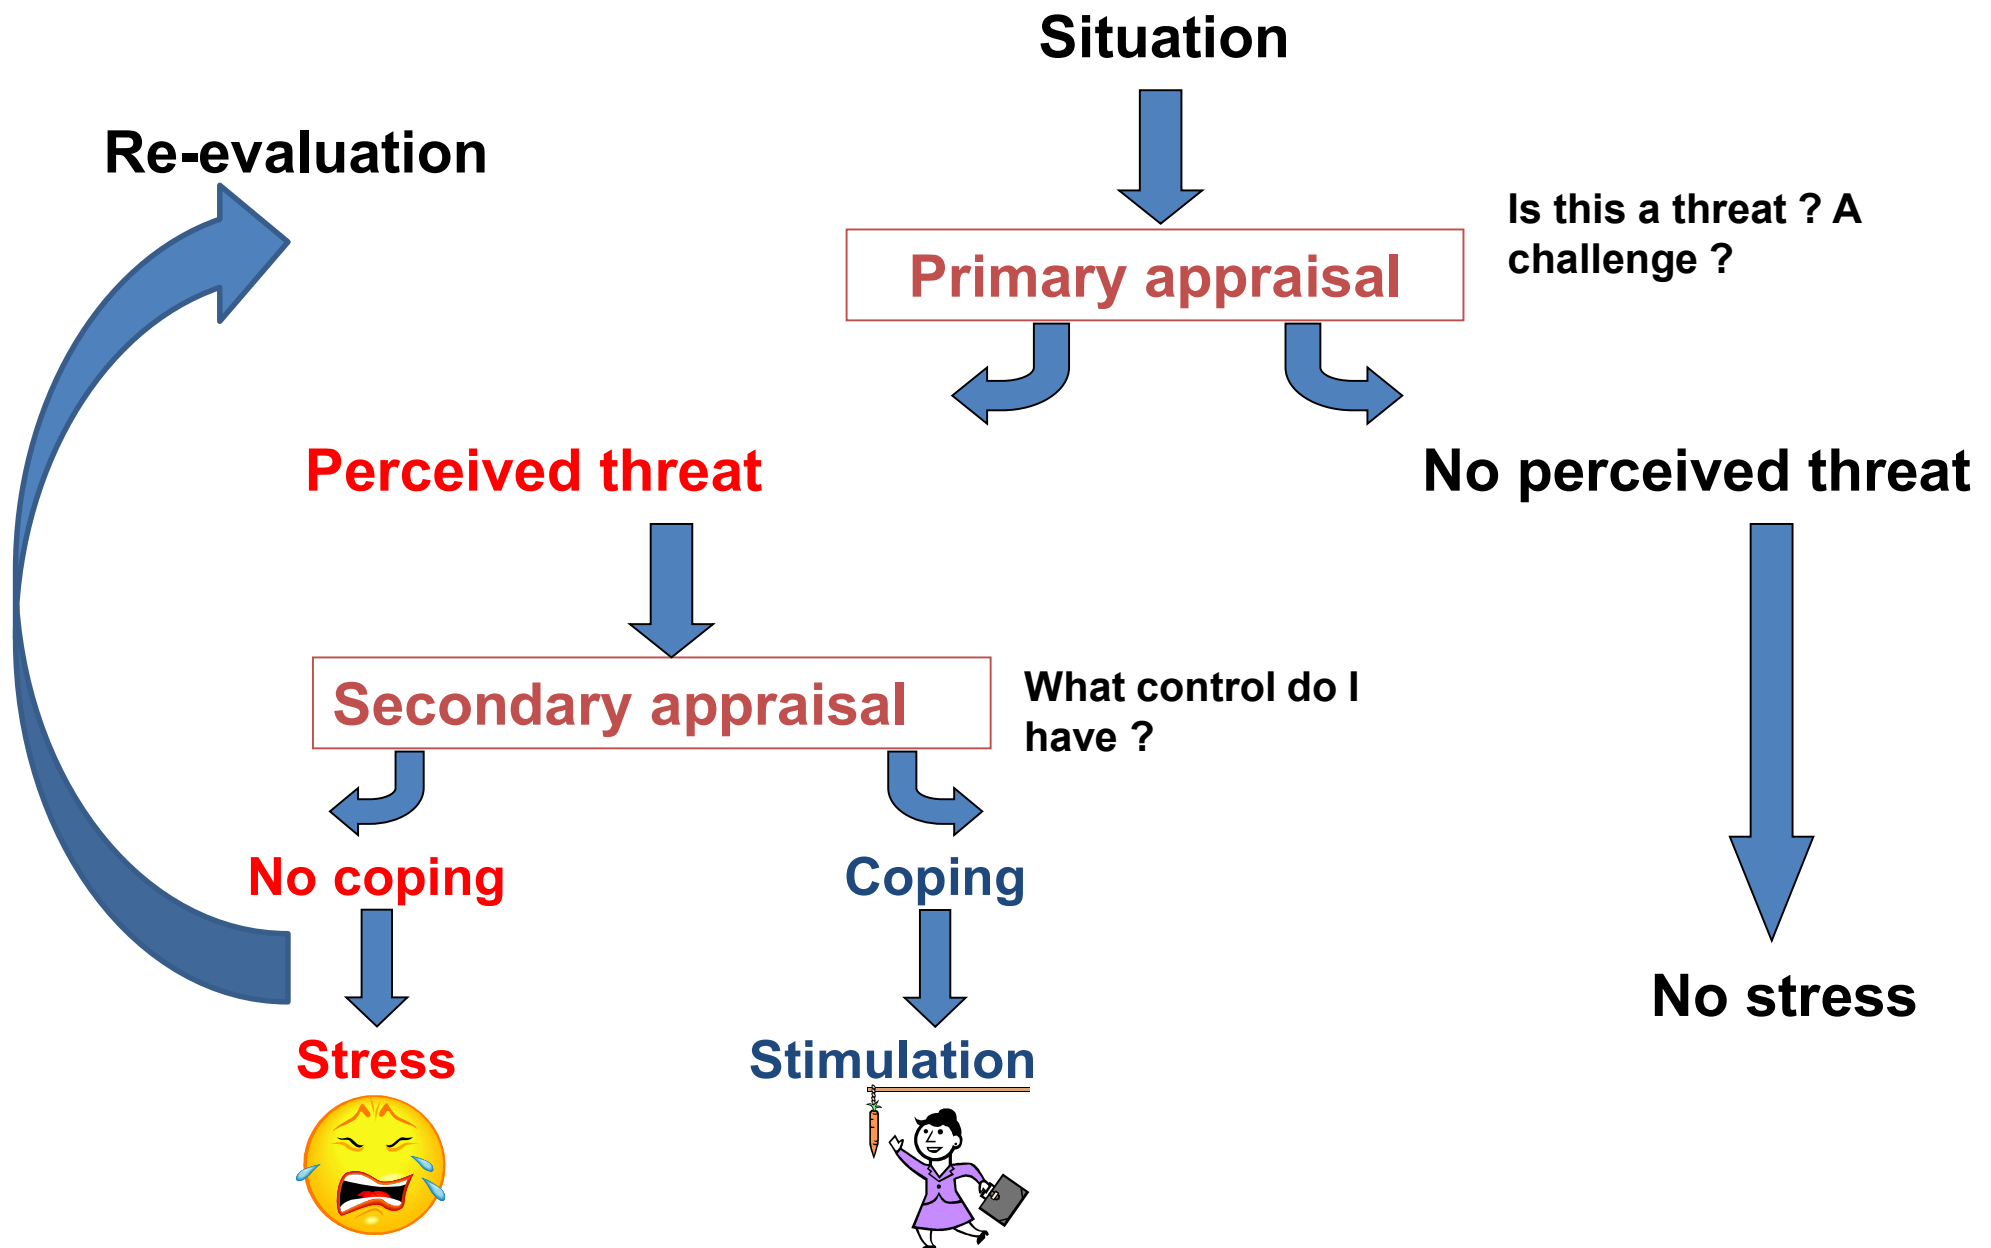 Situation
Re-evaluation
Is this a threat ? A
challenge ?
Primary appraisal
Perceived threat
No perceived threat
Secondary appraisal
What control do I
have ?
No coping
Coping
No stress
Stress
Stimulation